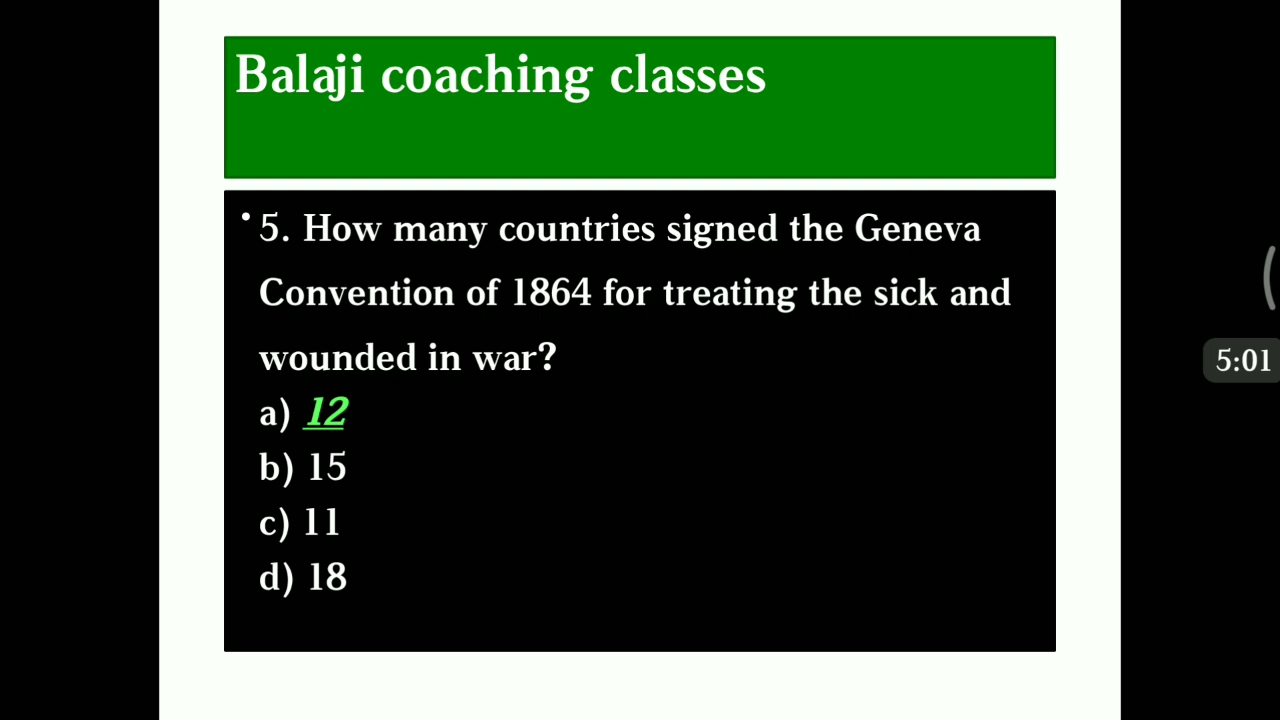 Balaji coaching classes
• 5. How many countries signed the Geneva
Convention of 1864 for treating the sick and
wounded in war?
a) 12
b) 15
c) 11
d) 18
5:01